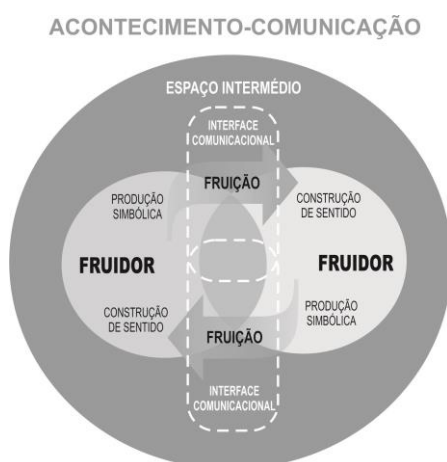 ACONTECIMENTO-COMUNICAÇÃO
ESPAÇO INTERMÉDIO
INTERFACE
COMUNICACIONAL
FRUIÇÃO
PRODUÇÃO
SIMBÓLICA
CONSTRUÇÃO
DE SENTIDO
FRUIDOR
FRUIDOR
CONSTRUÇÃO
DE SENTIDO
PRODUÇÃO
SIMBÓLICA
FRUIÇÃO
INTERFACE
COMUNICACIONAL